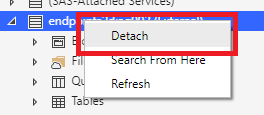 (SAS-Attached Services)
Detach
Search From Here
Refresh
Tables